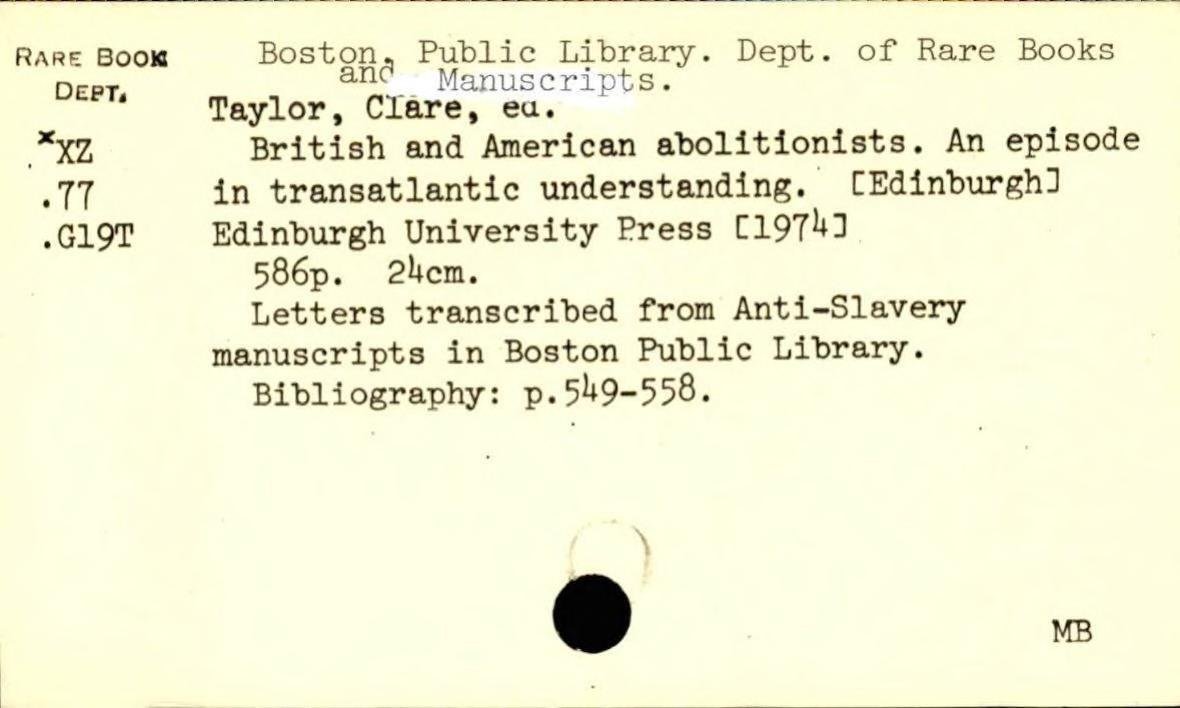 RARE BOOK
DEPT.
Boston, Public Library. Dept. of Rare Books
and Manuscripts.
Taylor, Clare, ed.
xXZ
British and American abolitionists. An episode
.77
in transatlantic understanding. [Edinburgh]
.G19T
Edinburgh University Press [1974]
586p. 24cm.
Letters transcribed from Anti-Slavery
manuscripts in Boston Public Library.
Bibliography: p.549-558.
MB